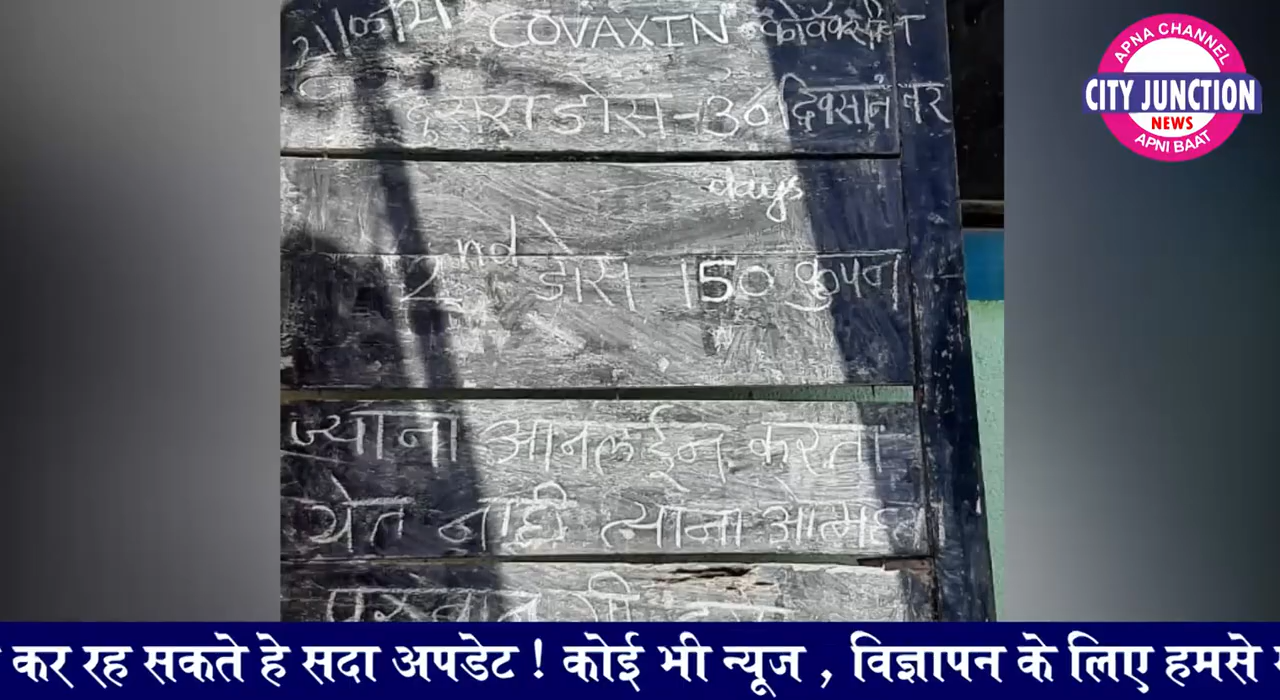 COVAXIN कोवॅक्सीन
दुसरा डोस - 30 दिवसांनंतर
days
2nd डोस 150 कुपन
ज्याना आनलाईन करता
येत नाही त्याना आत्महत्
APNA CHANNEL
CITY JUNCTION
NEWS
APNI BAAT
कर रह सकते हे सदा अपडेट ! कोई भी न्यूज , विज्ञापन के लिए हमसे